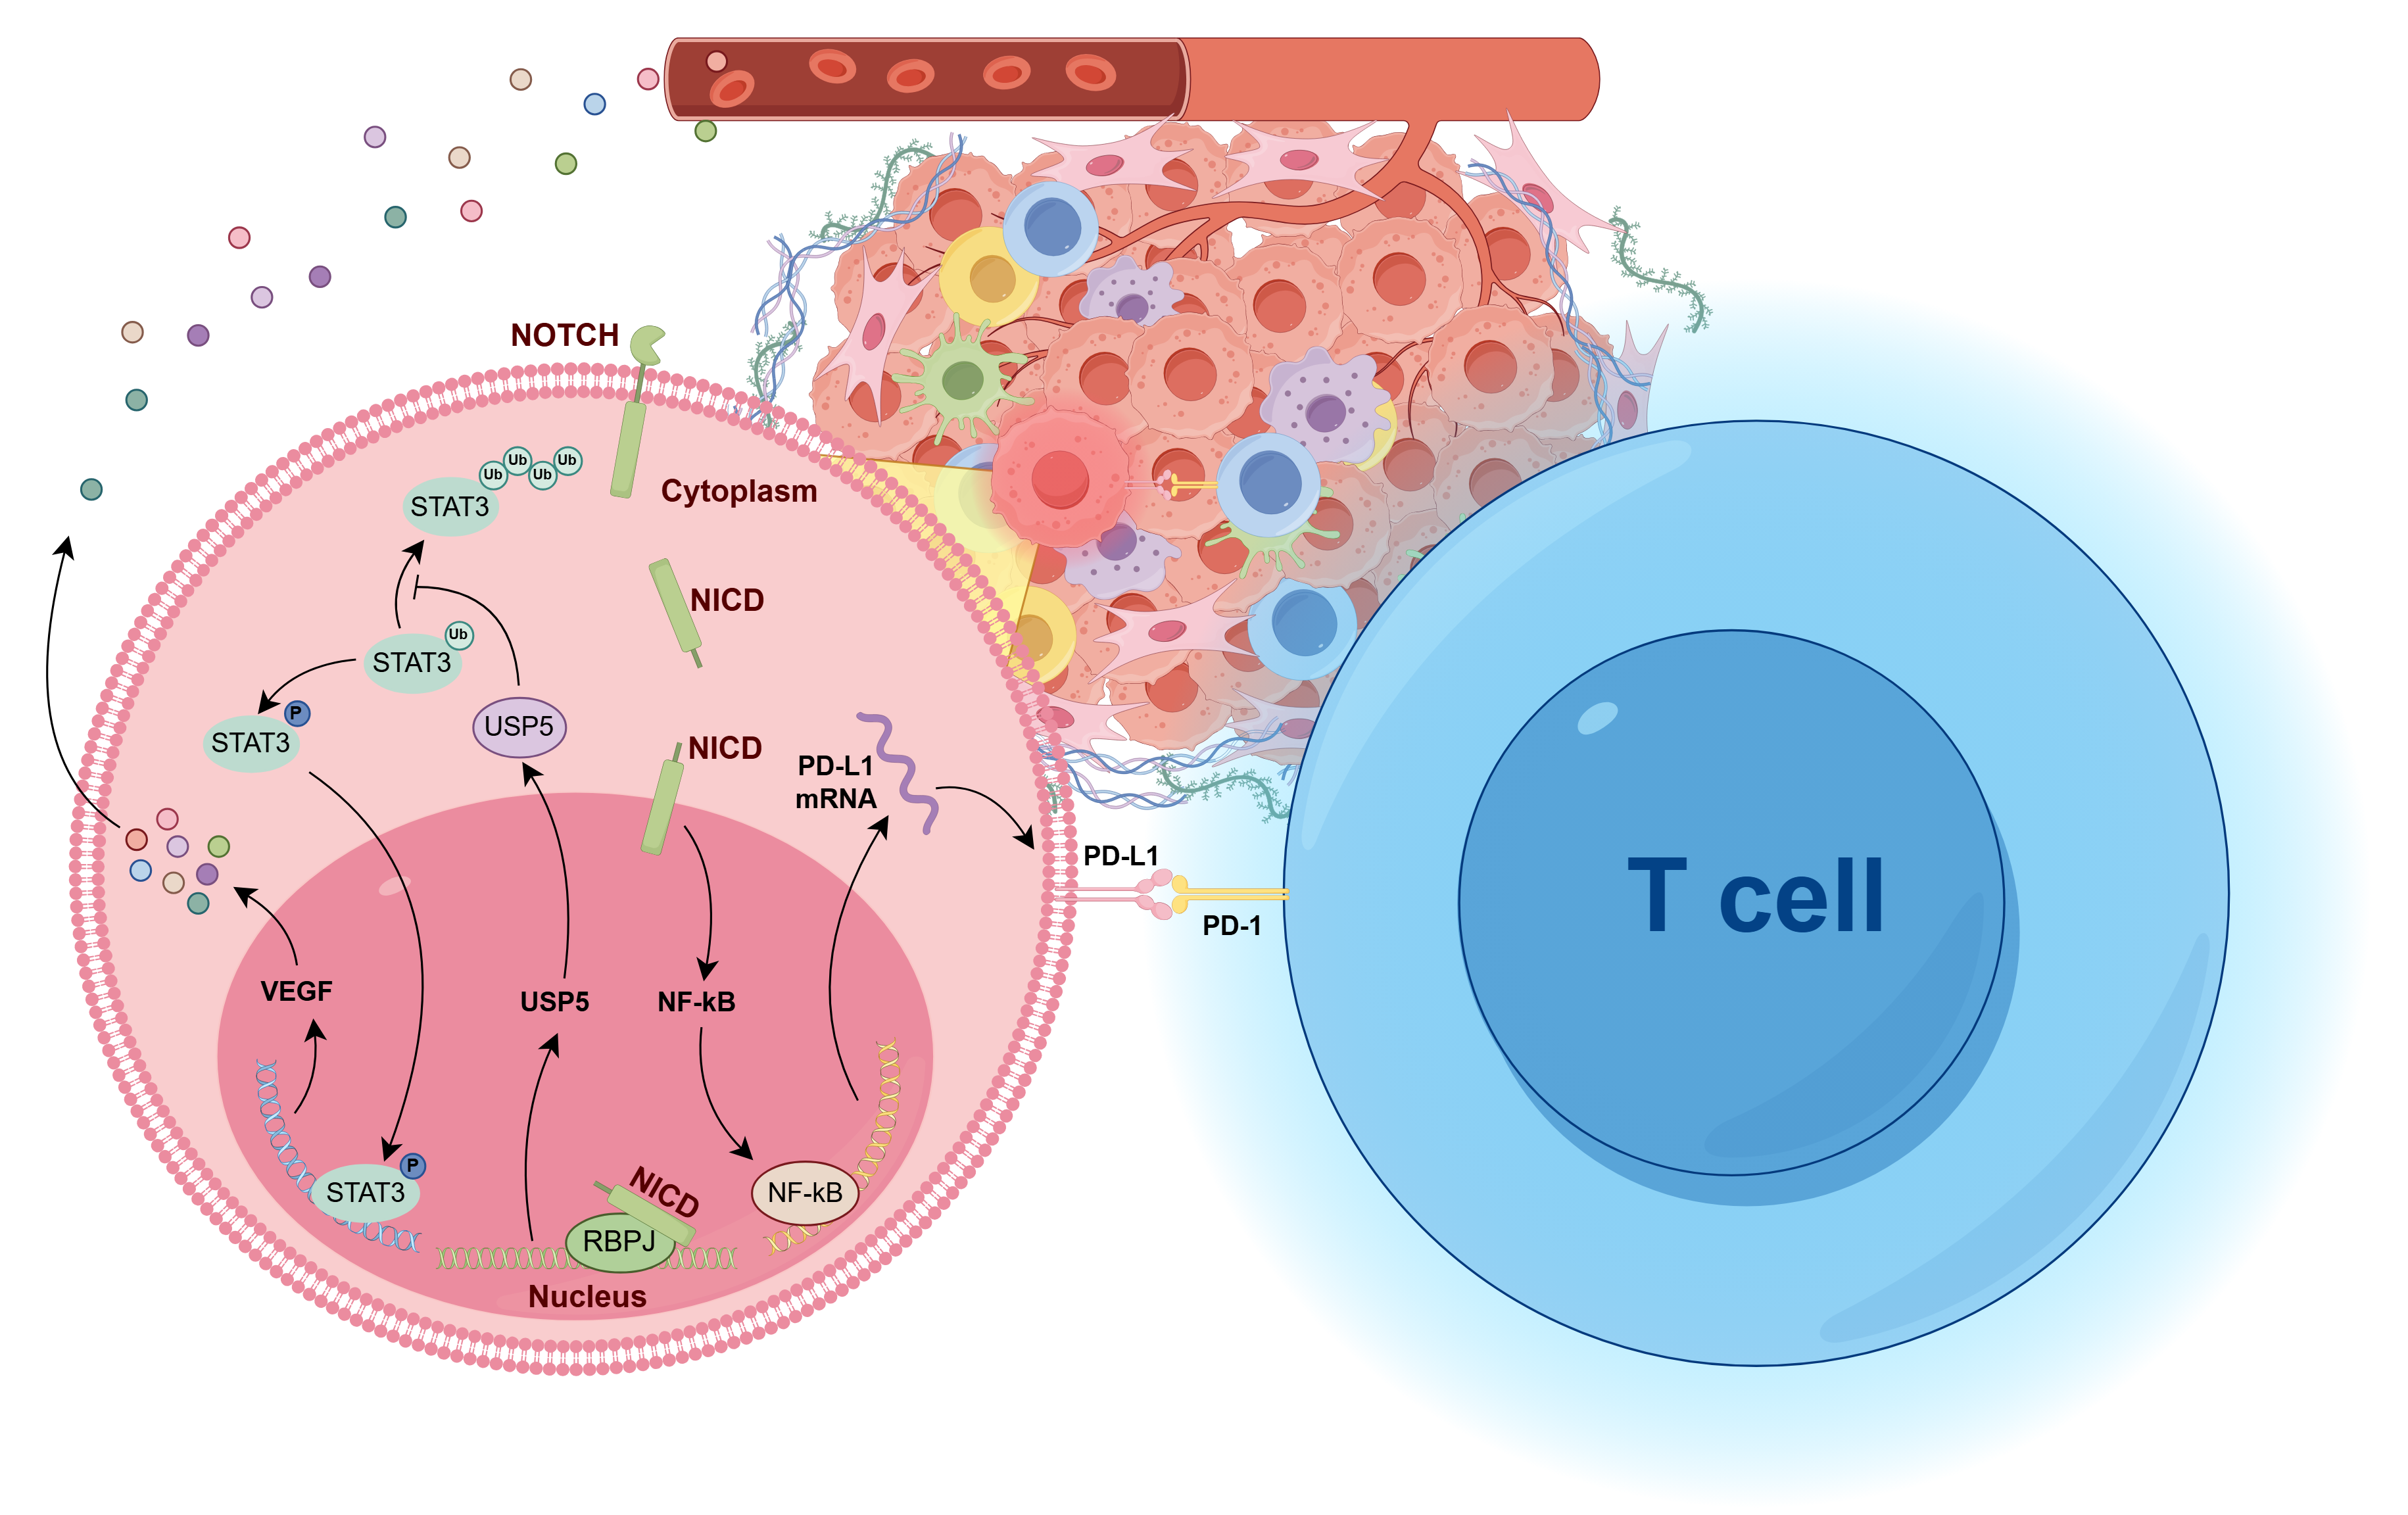 NOTCH
Ub
Ub
Ub
Ub
STAT3
Cytoplasm
NICD
Ub
STAT3
P
STAT3
USP5
NICD
PD-L1
mRNA
PD-L1
PD-1
T cell
VEGF
USP5
NF-kB
P
STAT3
NICD
RBPJ
NF-kB
Nucleus